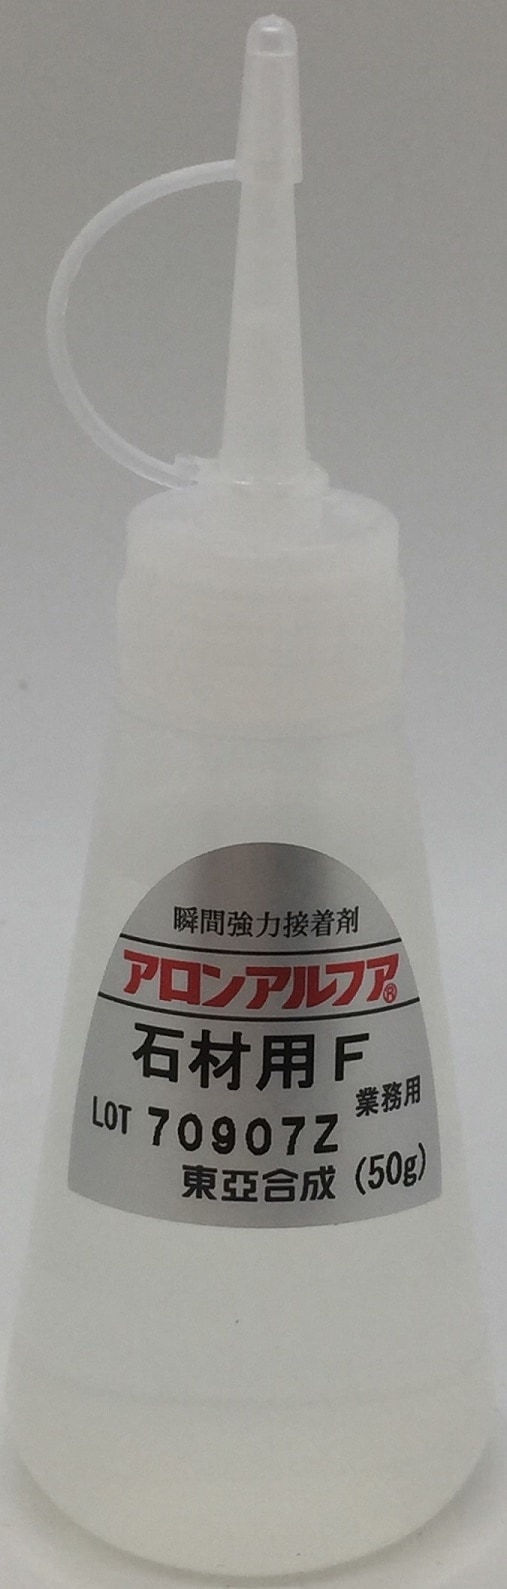 瞬間強力接着剤
アロンアルフア®
石材用F
業務用
LOT 70907Z
東亞合成 (50g)